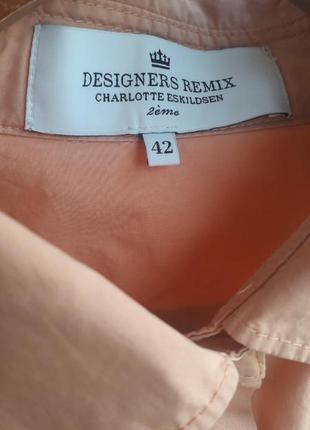 DESIGNERS REMIX
CHARLOTTE ESKILDSEN
2ème
42